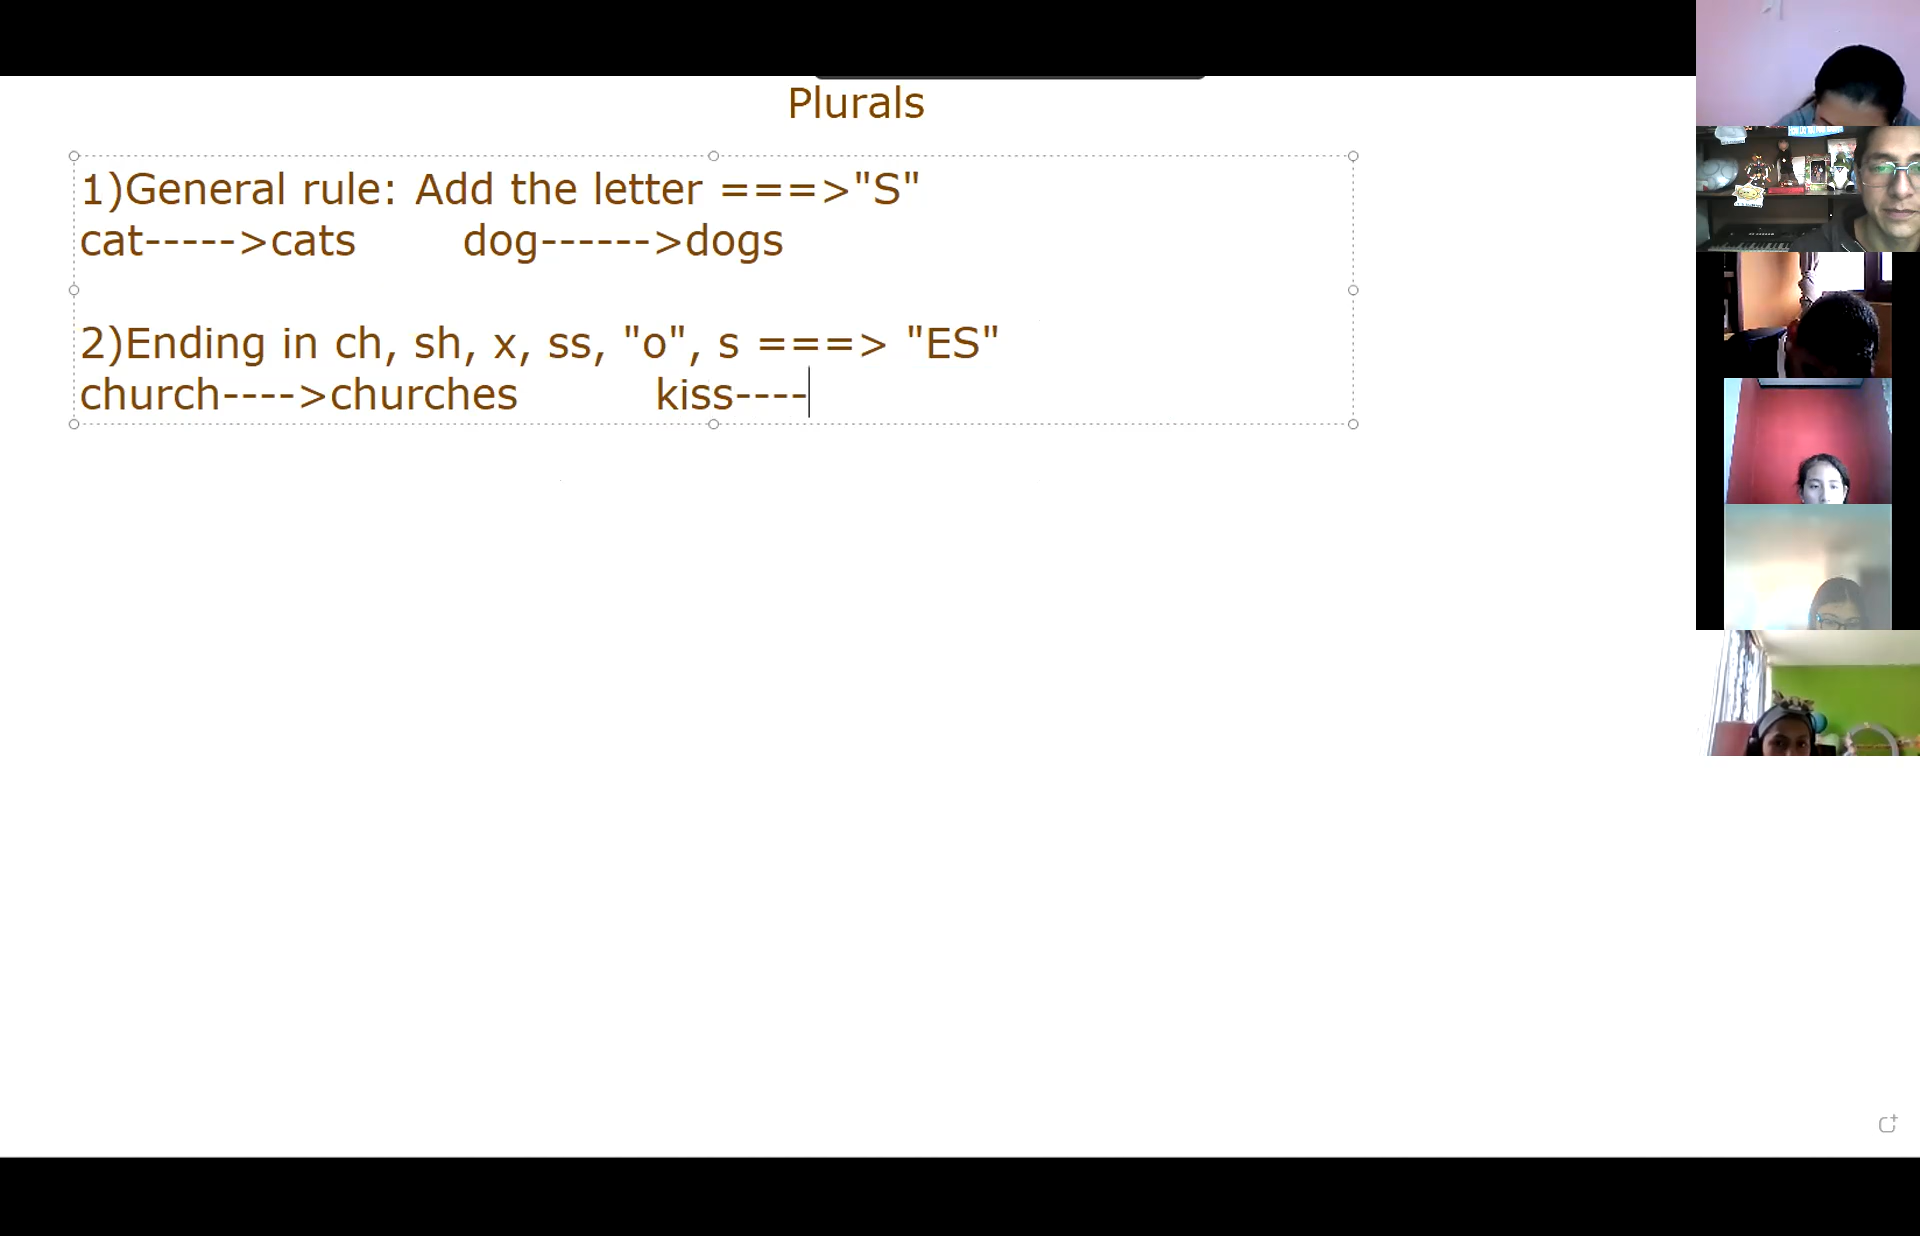 Plurals
1)General rule: Add the letter ===>"S"
cat----->cats dog------>dogs
2)Ending in ch, sh, x, ss, "o", s ===> "ES"
church---->churches kiss----